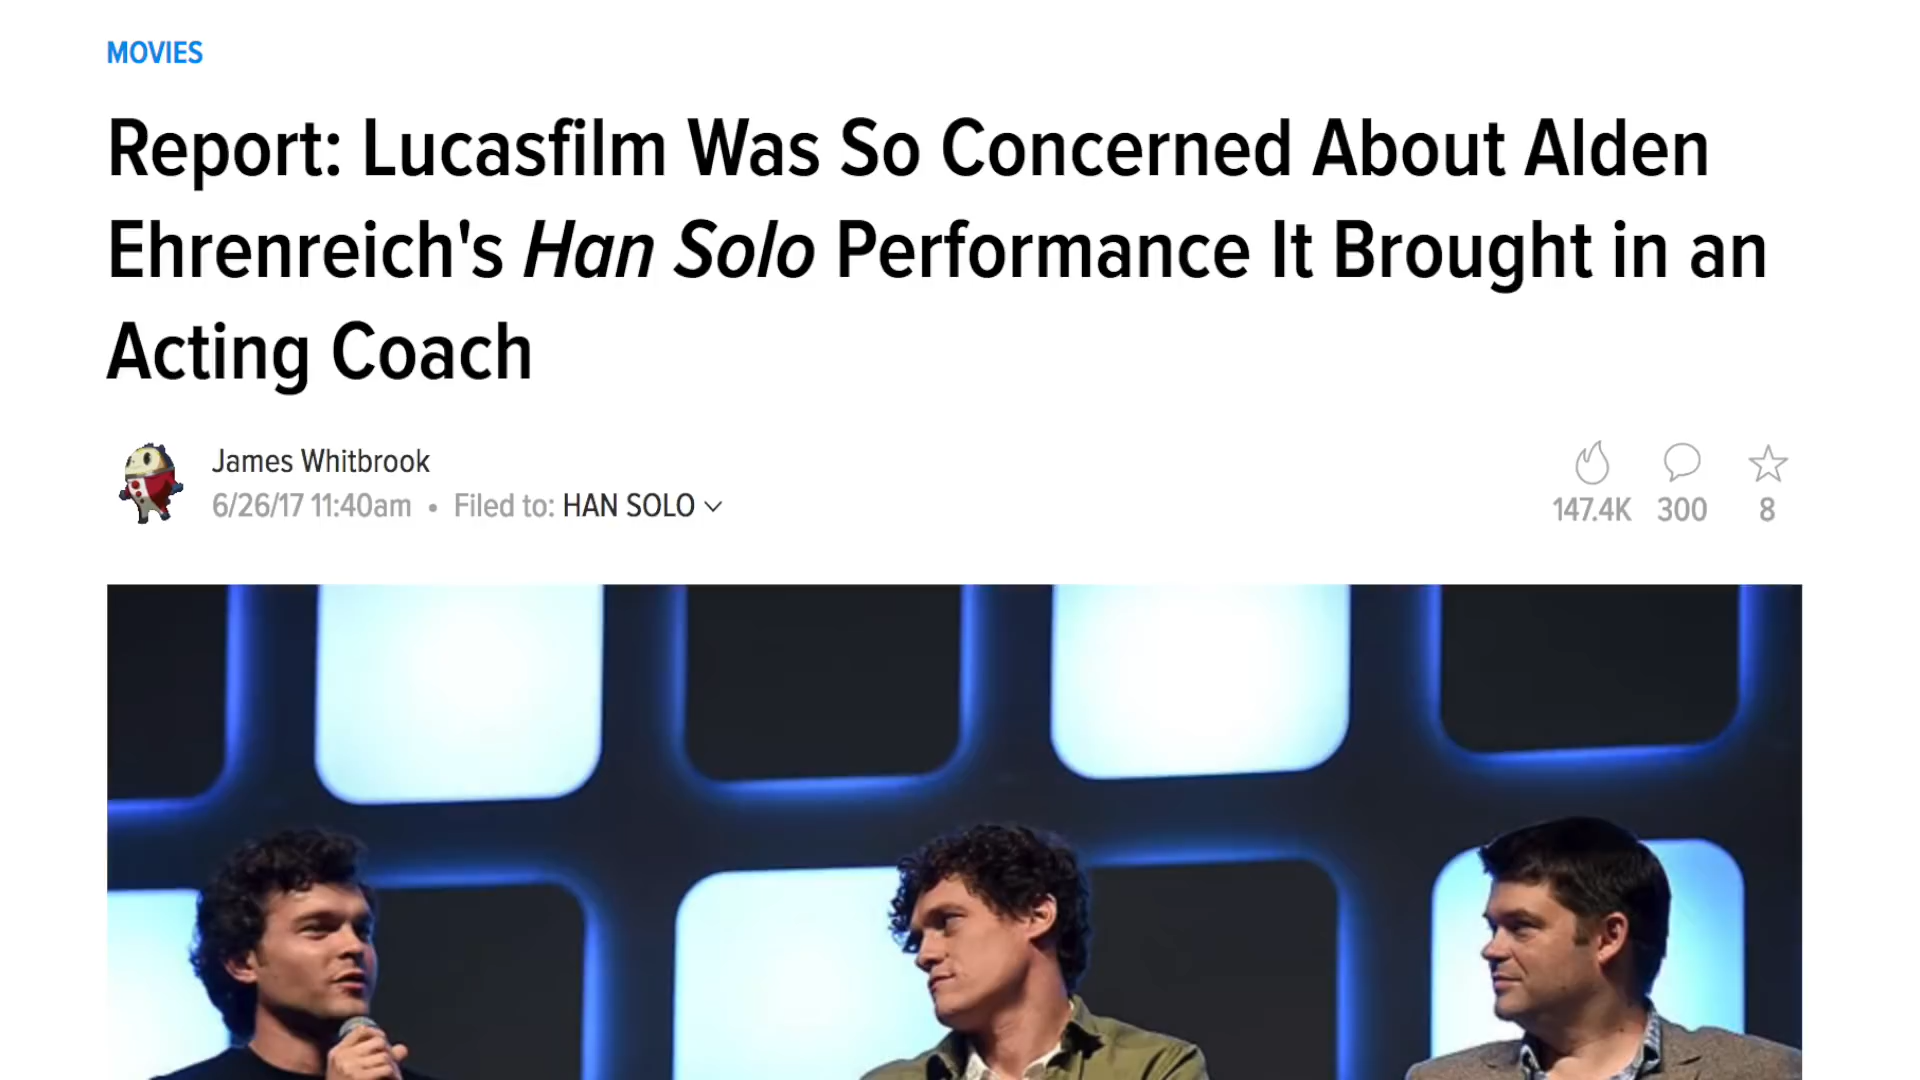 MOVIES
Report: Lucasfilm Was So Concerned About Alden
Ehrenreich's Han Solo Performance It Brought in an
Acting Coach
James Whitbrook
6/26/17 11:40am • Filed to: HAN SOLO
147.4K 300 8